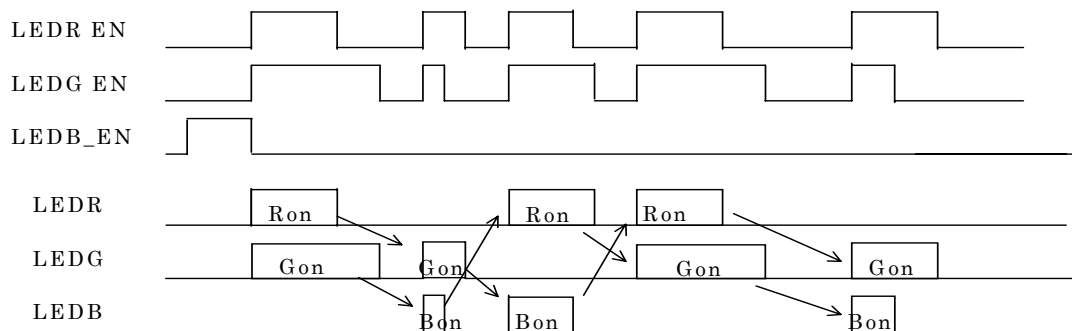 LEDR EN
LEDG EN
LEDB_EN
LEDR Ron Ron Ron
LEDG Gon Gon Gon Gon
LEDB Bon Bon Bon